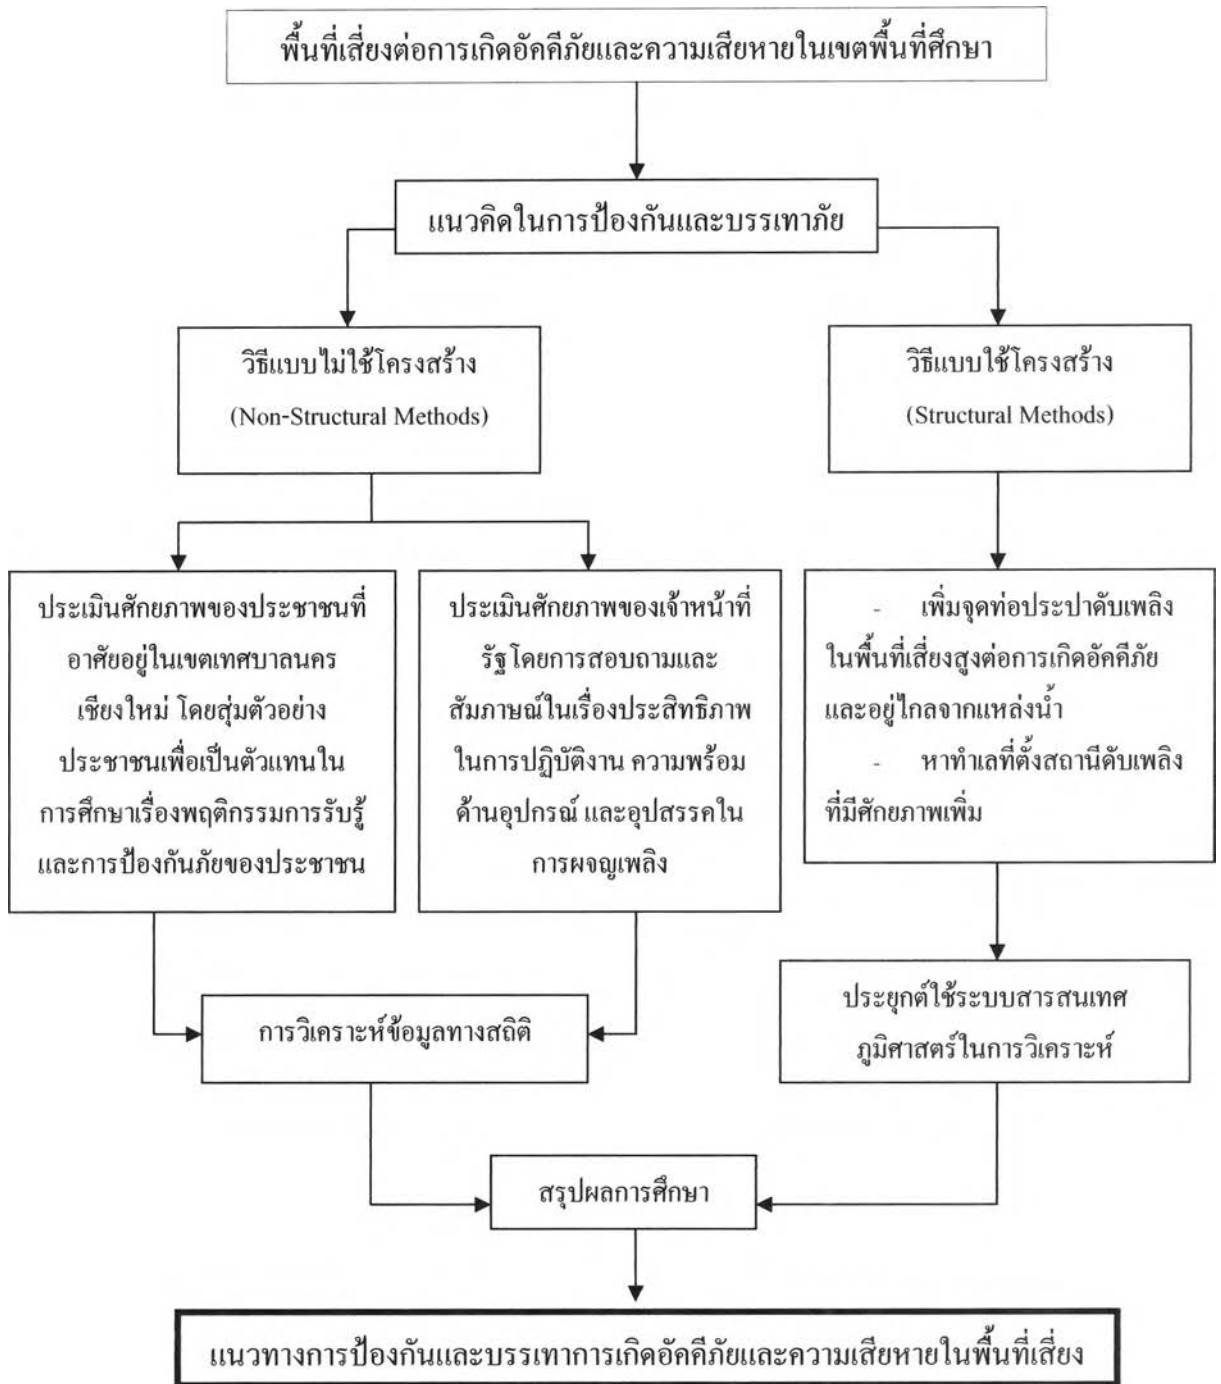 พื้นที่เสี่ยงต่อการเกิดอัคคีภัยและความเสียหายในเขตพื้นที่ศึกษา
แนวคิดในการป้องกันและบรรเทาภัย
วิธีแบบไม่ใช้โครงสร้าง
(Non-Structural Methods)
วิธีแบบใช้โครงสร้าง
(Structural Methods)
ประเมินศักยภาพของประชาชนที่
อาศัยอยู่ในเขตเทศบาลนคร
เชียงใหม่ โดยสุ่มตัวอย่าง
ประชาชนเพื่อเป็นตัวแทนใน
การศึกษาเรื่องพฤติกรรมการรับรู้
และการป้องกันภัยของประชาชน
ประเมินศักยภาพของเจ้าหน้าที่
รัฐโดยการสอบถามและ
สัมภาษณ์ในเรื่องประสิทธิภาพ
ในการปฏิบัติงาน ความพร้อม
ด้านอุปกรณ์ และอุปสรรคใน
การผจญเพลิง
- เพิ่มจุดท่อประปาดับเพลิง
ในพื้นที่เสี่ยงสูงต่อการเกิดอัคคีภัย
และอยู่ไกลจากแหล่งน้ำ
- หาทำเลที่ตั้งสถานีดับเพลิง
ที่มีศักยภาพเพิ่ม
การวิเคราะห์ข้อมูลทางสถิติ
ประยุกต์ใช้ระบบสารสนเทศ
ภูมิศาสตร์ในการวิเคราะห์
สรุปผลการศึกษา
แนวทางการป้องกันและบรรเทาการเกิดอัคคีภัยและความเสียหายในพื้นที่เสี่ยง